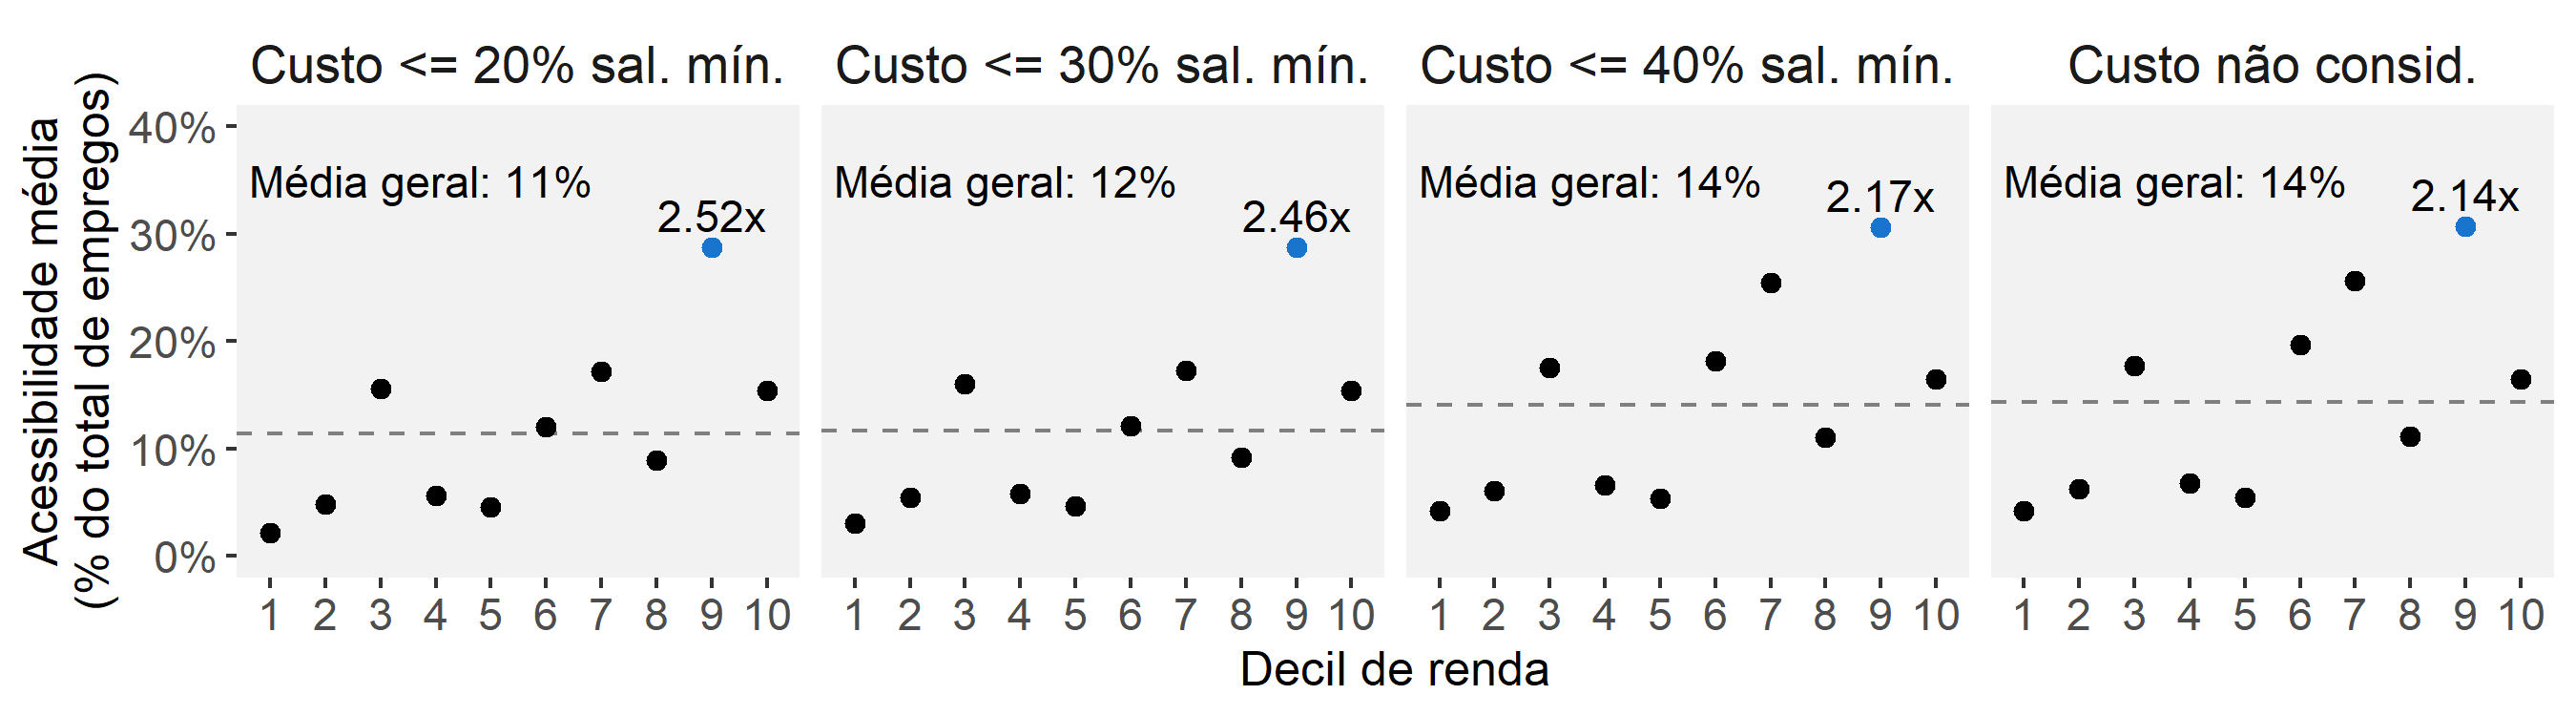 Custo <= 20% sal. mín.
Custo <= 30% sal. mín.
Custo <= 40% sal. mín.
Custo não consid.
Acessibilidade média
(% do total de empregos)
40%
30%
20%
10%
0%
Média geral: 11%
2.52x
Média geral: 12%
2.46x
Média geral: 14%
2.17x
Média geral: 14%
2.14x
1 2 3 4 5 6 7 8 9 10
1 2 3 4 5 6 7 8 9 10
1 2 3 4 5 6 7 8 9 10
1 2 3 4 5 6 7 8 9 10
Decil de renda